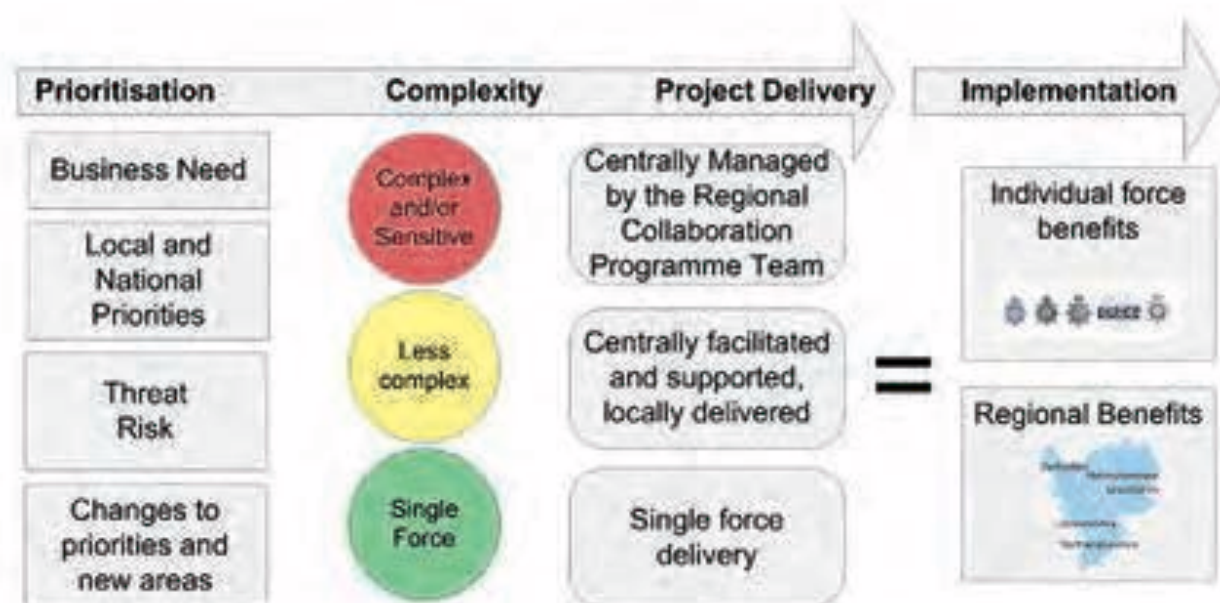 Prioritisation
Complexity
Project Delivery
Implementation
Business Need
Local and
National
Priorities
Threat
Risk
Changes to
priorities and
new areas
Complex
and/or
Sensitive
Less
complex
Single
Force
Centrally Managed
by the Regional
Collaboration
Programme Team
Centrally facilitated
and supported,
locally delivered
Single force
delivery
=
Individual force
benefits
Regional Benefits